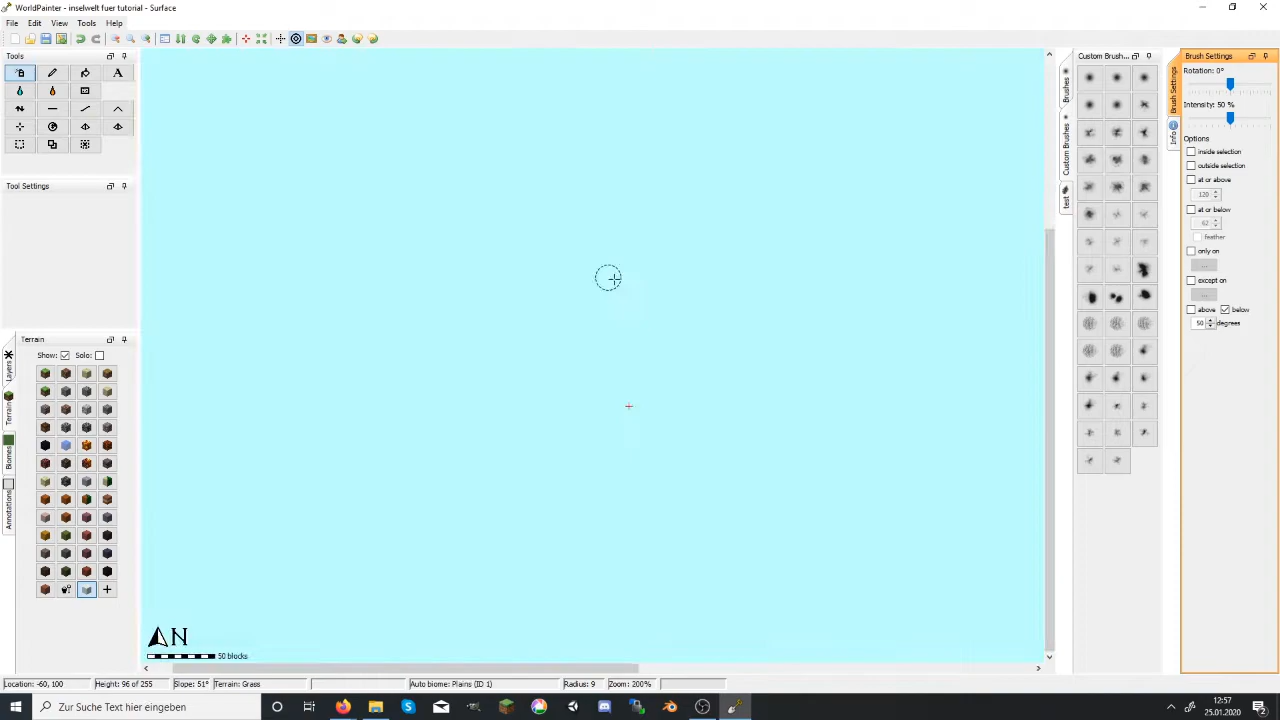 WorldPainter - inselwelt fuer tutorial - Surface
File Edit View Tools Help
Tools
A
Tool Settings
Terrain
Show: Solo:
Layers
Terrain
Biomes
Annotations
N
50 blocks
Brushes
Custom Brushes
test
Custom Brush...
Brush Settings
Info
Brush Settings
Rotation: 0°
Intensity: 50 %
Options
inside selection
outside selection
at or above
120
at or below
62
feather
only on
...
except on
...
above below
50 degrees
Location: -60, 100 Height: 96 of 255 Slope: 51° Terrain: Grass Auto biome: Plains (ID 1) Radius: 9 Zoom: 200%
Zur Suche Text hier eingeben
12:57
25.01.2020
2